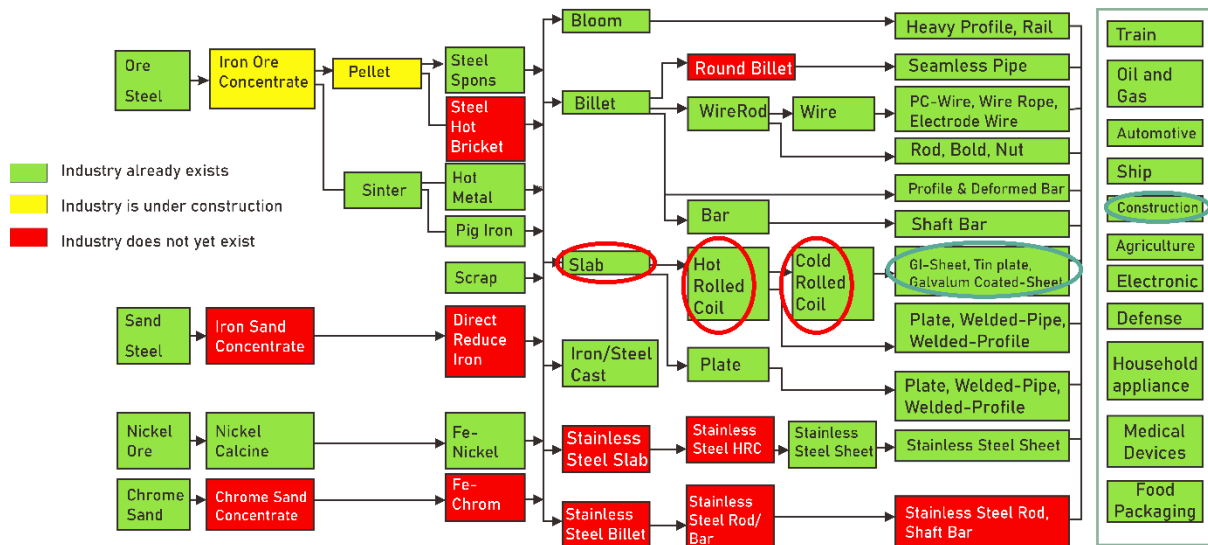 Ore
Steel
Iron Ore
Concentrate
Pellet
Steel
Spons
Steel
Hot
Bricket
Sinter
Hot
Metal
Pig Iron
Scrap
Industry already exists
Industry is under construction
Industry does not yet exist
Sand
Steel
Iron Sand
Concentrate
Direct
Reduce
Iron
Nickel
Ore
Nickel
Calcine
Fe-
Nickel
Chrome
Sand
Chrome Sand
Concentrate
Fe-
Chrom
Bloom
Heavy Profile, Rail
Billet
Round Billet
Seamless Pipe
WireRod
Wire
PC-Wire, Wire Rope,
Electrode Wire
Rod, Bold, Nut
Profile & Deformed Bar
Bar
Shaft Bar
Slab
Hot
Rolled
Coil
Cold
Rolled
Coil
GI-Sheet, Tin plate,
Galvalum Coated-Sheet
Plate, Welded-Pipe,
Welded-Profile
Iron/Steel
Cast
Plate
Plate, Welded-Pipe,
Welded-Profile
Stainless
Steel Slab
Stainless
Steel HRC
Stainless
Steel Sheet
Stainless Steel Sheet
Stainless
Steel Billet
Stainless
Steel Rod/
Bar
Stainless Steel Rod,
Shaft Bar
Train
Oil and
Gas
Automotive
Ship
Construction
Agriculture
Electronic
Defense
Household
appliance
Medical
Devices
Food
Packaging